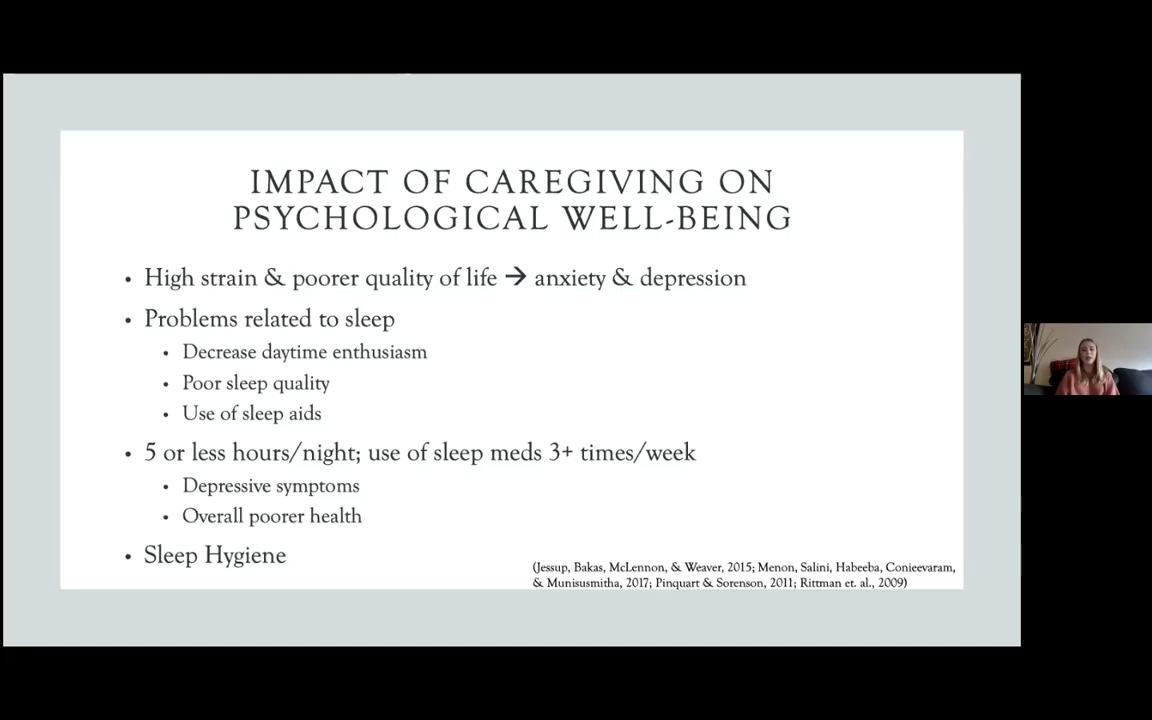 IMPACT OF CAREGIVING ON
PSYCHOLOGICAL WELL-BEING
• High strain & poorer quality of life → anxiety & depression
• Problems related to sleep
• Decrease daytime enthusiasm
• Poor sleep quality
• Use of sleep aids
• 5 or less hours/night; use of sleep meds 3+ times/week
• Depressive symptoms
• Overall poorer health
• Sleep Hygiene
(Jessup, Bakas, McLennon, & Weaver, 2015; Menon, Salini, Habeeba, Conieevaram,
& Munisusmitha, 2017; Pinquart & Sorenson, 2011; Rittman et. al., 2009)